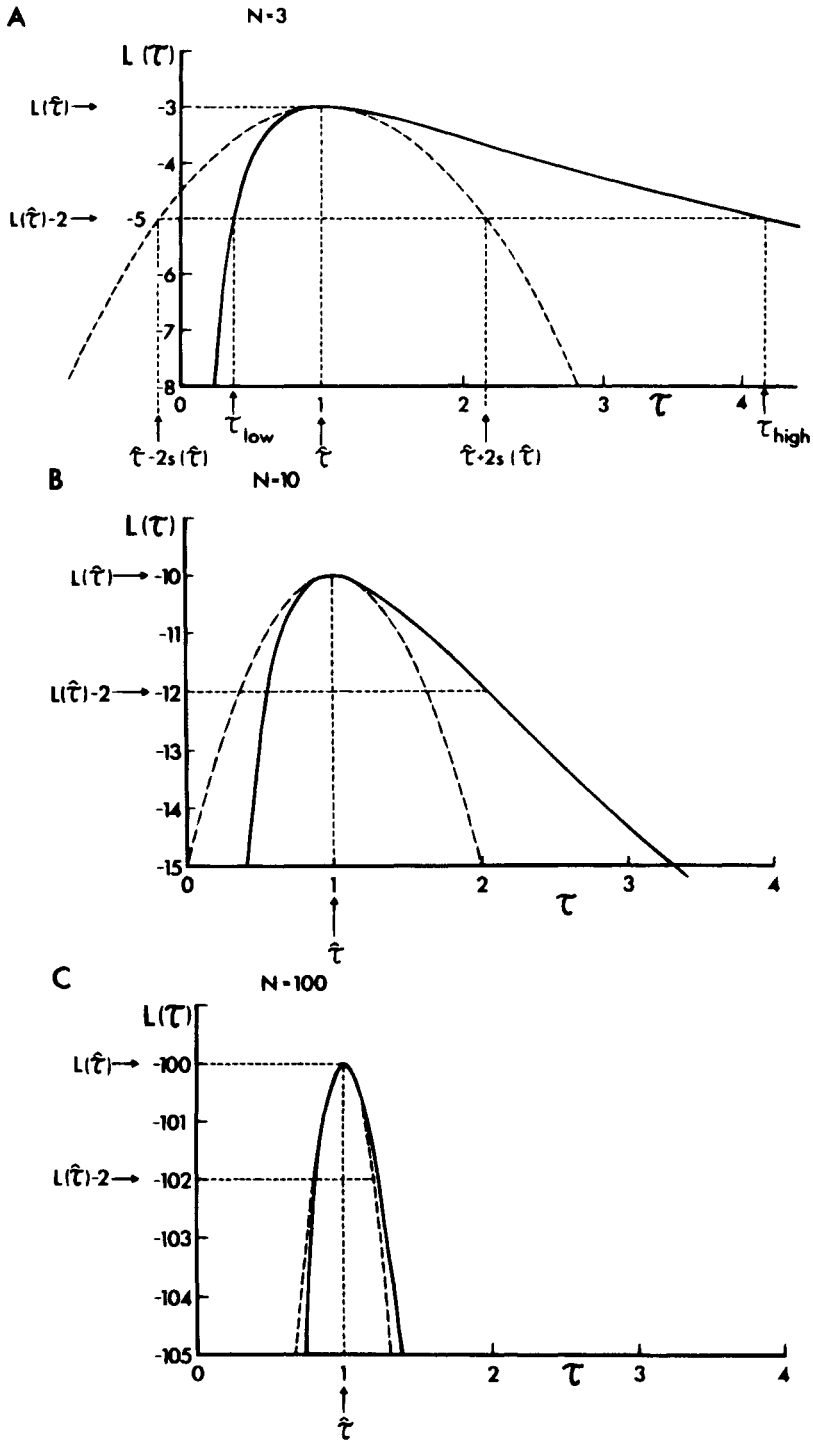 A
N=3
L(τ)
L(τ̂)→ -3
-4
L(τ̂)-2→ -5
-6
-7
8
0 1 2 3 4
τ
τ̂-2s(τ̂) τ low τ̂ τ̂+2s(τ̂) τ high
B
N=10
L(τ)
L(τ̂)→ -10
-11
L(τ̂)-2→ -12
-13
-14
-15
0 1 2 3 4
τ
τ̂
C
N=100
L(τ)
L(τ̂)→ -100
-101
L(τ̂)-2→ -102
-103
-104
-105
0 1 2 τ 3 4
τ̂